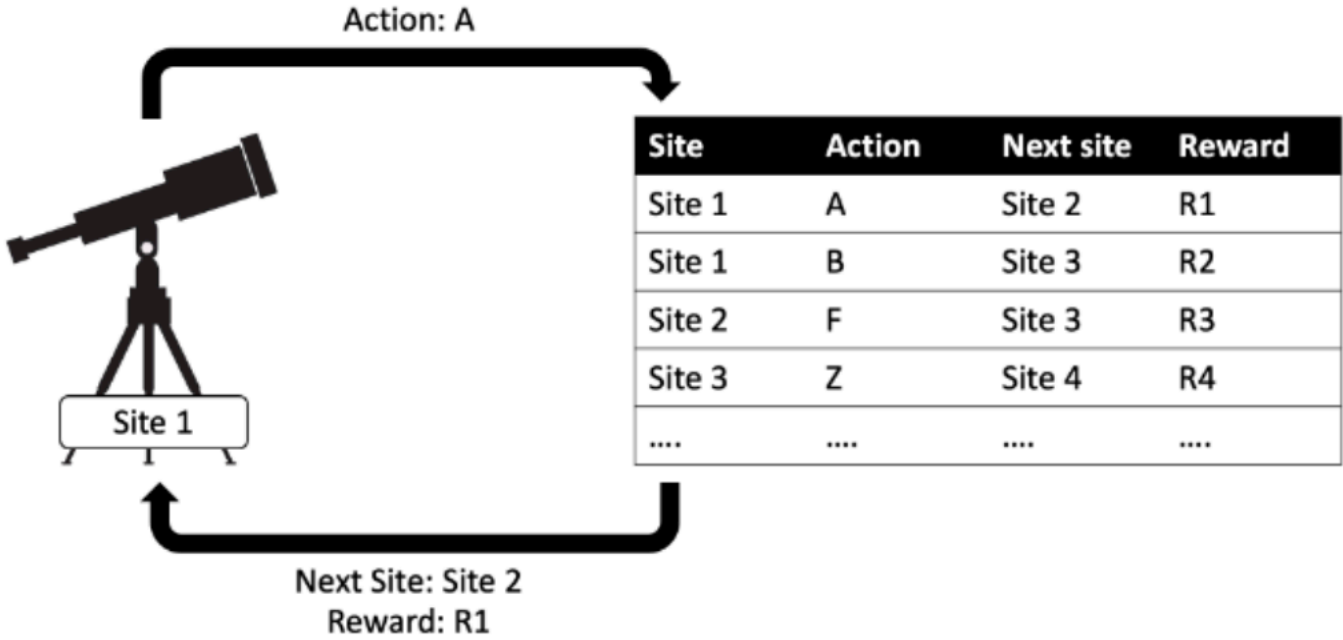 Action: A
Site Action Next site Reward
Site 1 A Site 2 R1
Site 1 B Site 3 R2
Site 2 F Site 3 R3
Site 3 Z Site 4 R4
.... .... .... ....
Site 1
Next Site: Site 2
Reward: R1